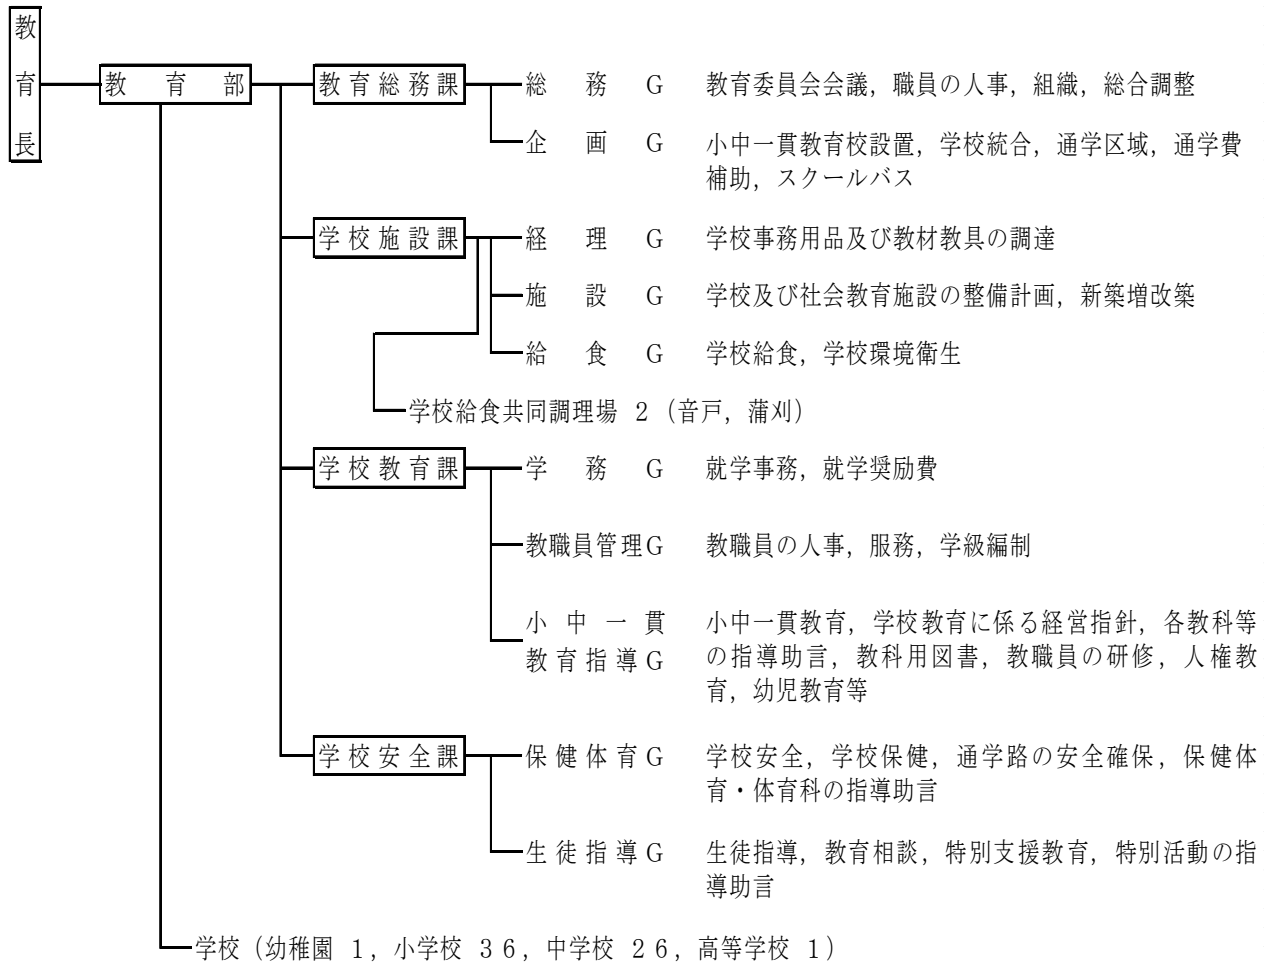 教育長
教育部
教育総務課
総務G 教育委員会会議，職員の人事，組織，総合調整
企画G 小中一貫教育校設置，学校統合，通学区域，通学費
補助，スクールバス
学校施設課
経理G 学校事務用品及び教材教具の調達
施設G 学校及び社会教育施設の整備計画，新築増改築
給食G 学校給食，学校環境衛生
学校給食共同調理場 ２（音戸，蒲刈）
学校教育課
学務G 就学事務，就学奨励費
教職員管理G 教職員の人事，服務，学級編制
小中一貫
教育指導G
小中一貫教育，学校教育に係る経営指針，各教科等
の指導助言，教科用図書，教職員の研修，人権教
育，幼児教育等
学校安全課
保健体育G 学校安全，学校保健，通学路の安全確保，保健体
育・体育科の指導助言
生徒指導G 生徒指導，教育相談，特別支援教育，特別活動の指
導助言
学校（幼稚園 １，小学校 ３６，中学校 ２６，高等学校 １）